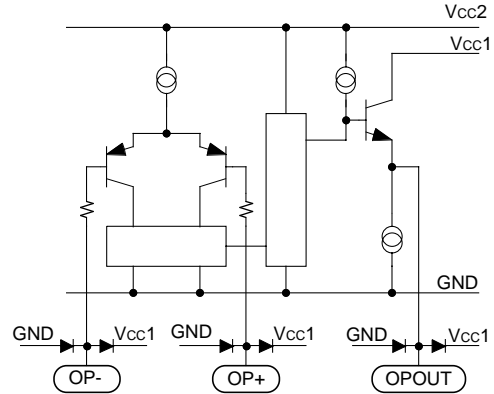 Vcc2
Vcc1
GND
GND Vcc1 GND Vcc1 GND Vcc1
OP- OP+ OPOUT